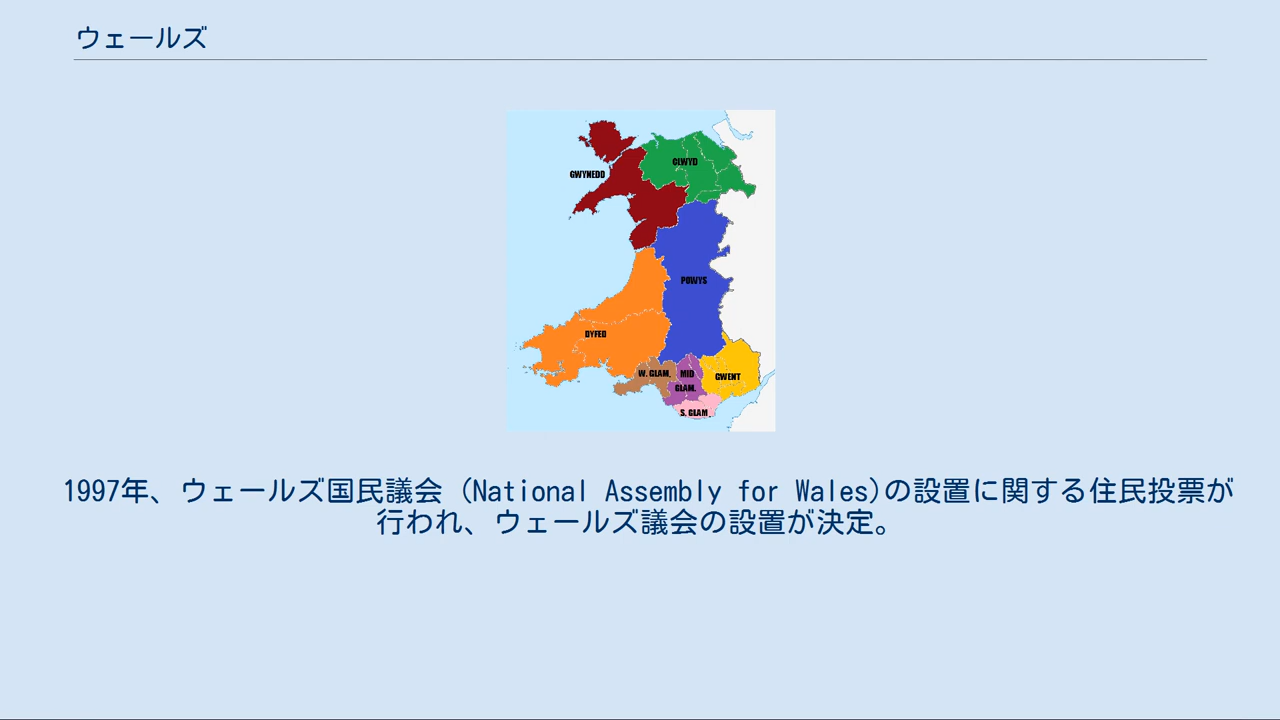 ウェールズ
GWYNEDD
CLWYD
POWYS
DYFED
W. GLAM.
MID
GLAM.
GWENT
S. GLAM.
1997年、ウェールズ国民議会 (National Assembly for Wales)の設置に関する住民投票が
行われ、ウェールズ議会の設置が決定。